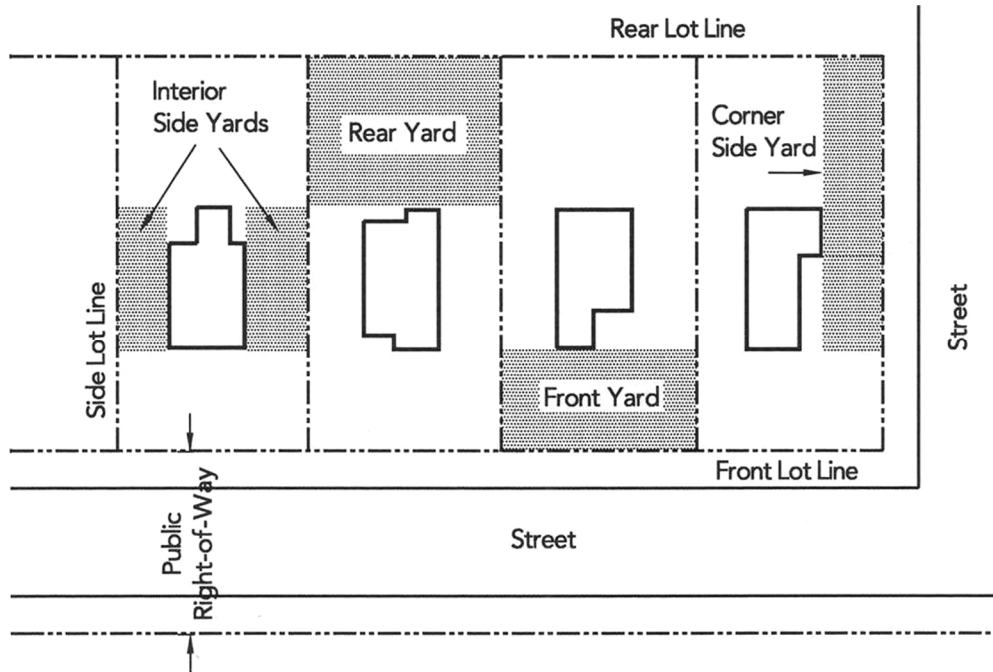 Rear Lot Line
Interior
Side Yards
Rear Yard
Corner
Side Yard
Side Lot Line
Street
Front Yard
Front Lot Line
Public
Right-of-Way
Street